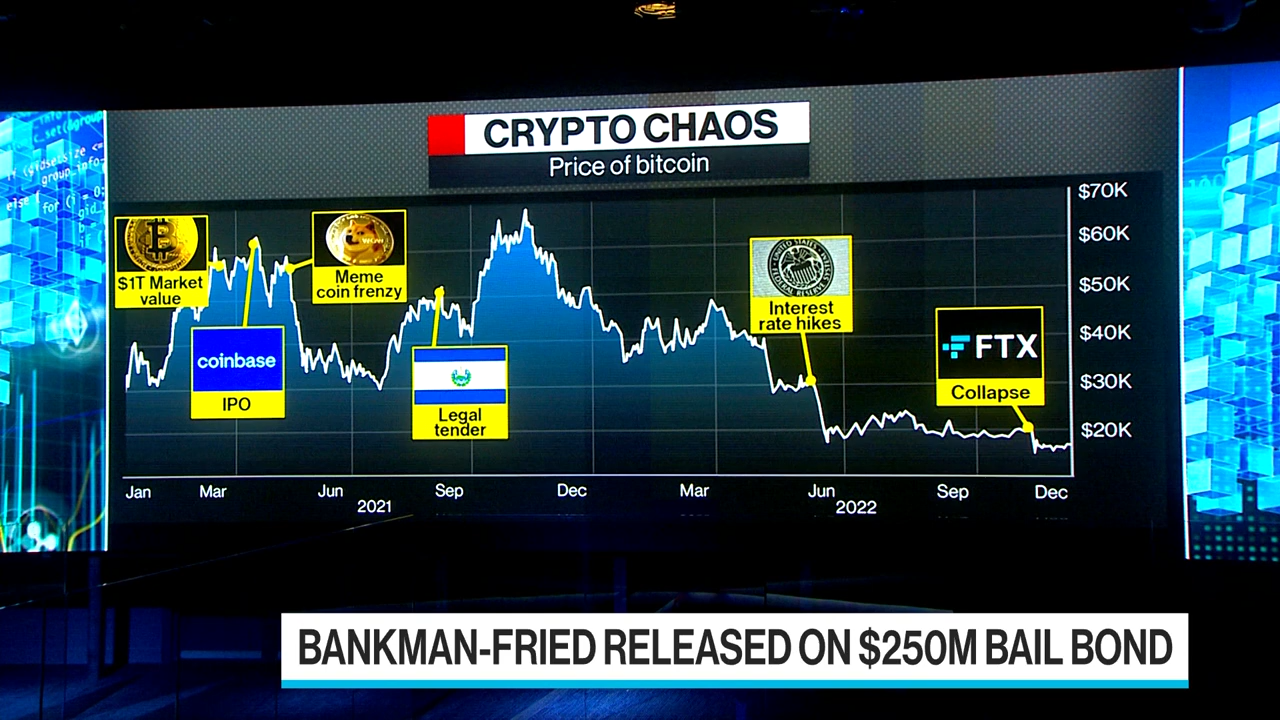 CRYPTO CHAOS
Price of bitcoin
$70K
$60K
$50K
$40K
$30K
$20K
$1T Market
value
coinbase
IPO
WOW
Meme
coin frenzy
Legal
tender
Interest
rate hikes
FTX
Collapse
Jan
Mar
Jun
Sep
Dec
Mar
Jun
Sep
Dec
2021
2022
BANKMAN-FRIED RELEASED ON $250M BAIL BOND